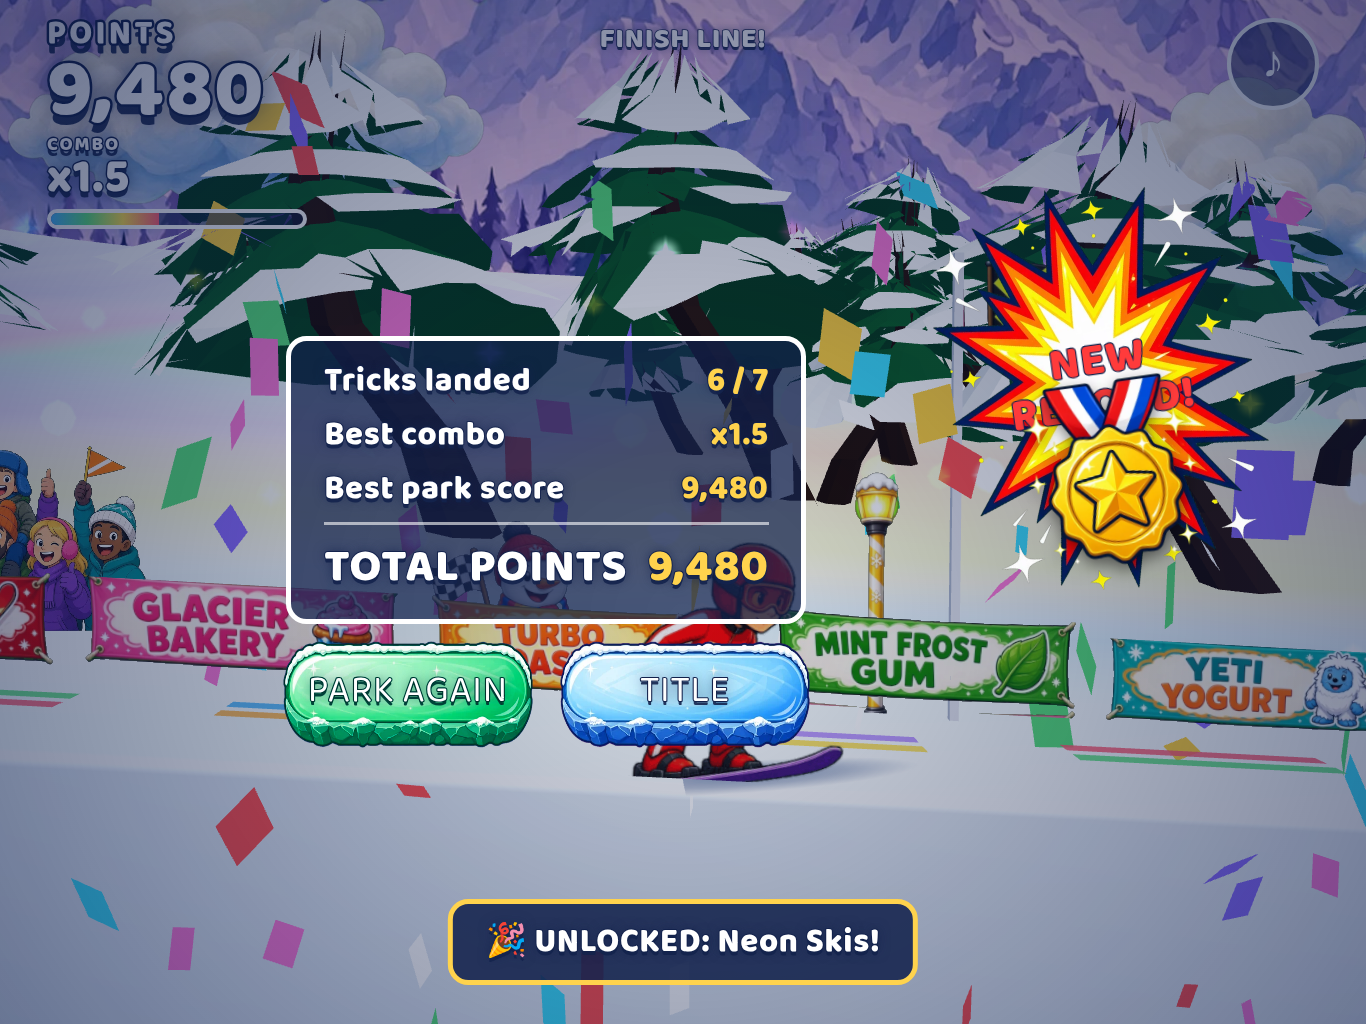 POINTS
9,480
COMBO
x1.5
FINISH LINE!
NEW
Tricks landed 6 / 7
Best combo x1.5
Best park score 9,480
TOTAL POINTS 9,480
GLACIER
BAKERY
TURBO
MINT FROST
GUM
YETI
YOGURT
PARK AGAIN
TITLE
UNLOCKED: Neon Skis!